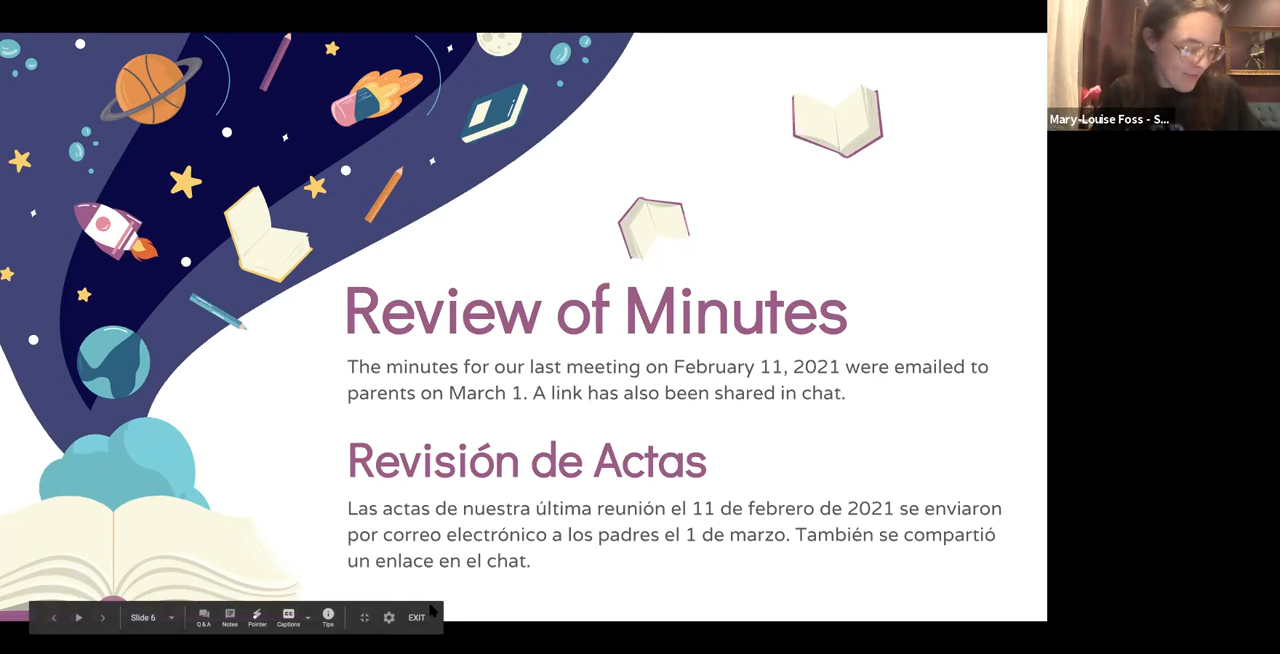 Mary-Louise Foss - S...
Review of Minutes
The minutes for our last meeting on February 11, 2021 were emailed to
parents on March 1. A link has also been shared in chat.
Revisión de Actas
Las actas de nuestra última reunión el 11 de febrero de 2021 se enviaron
por correo electrónico a los padres el 1 de marzo. También se compartió
un enlace en el chat.
Slide 6
Q & A
Notes
Pointer
CC
Captions
Tips
EXIT